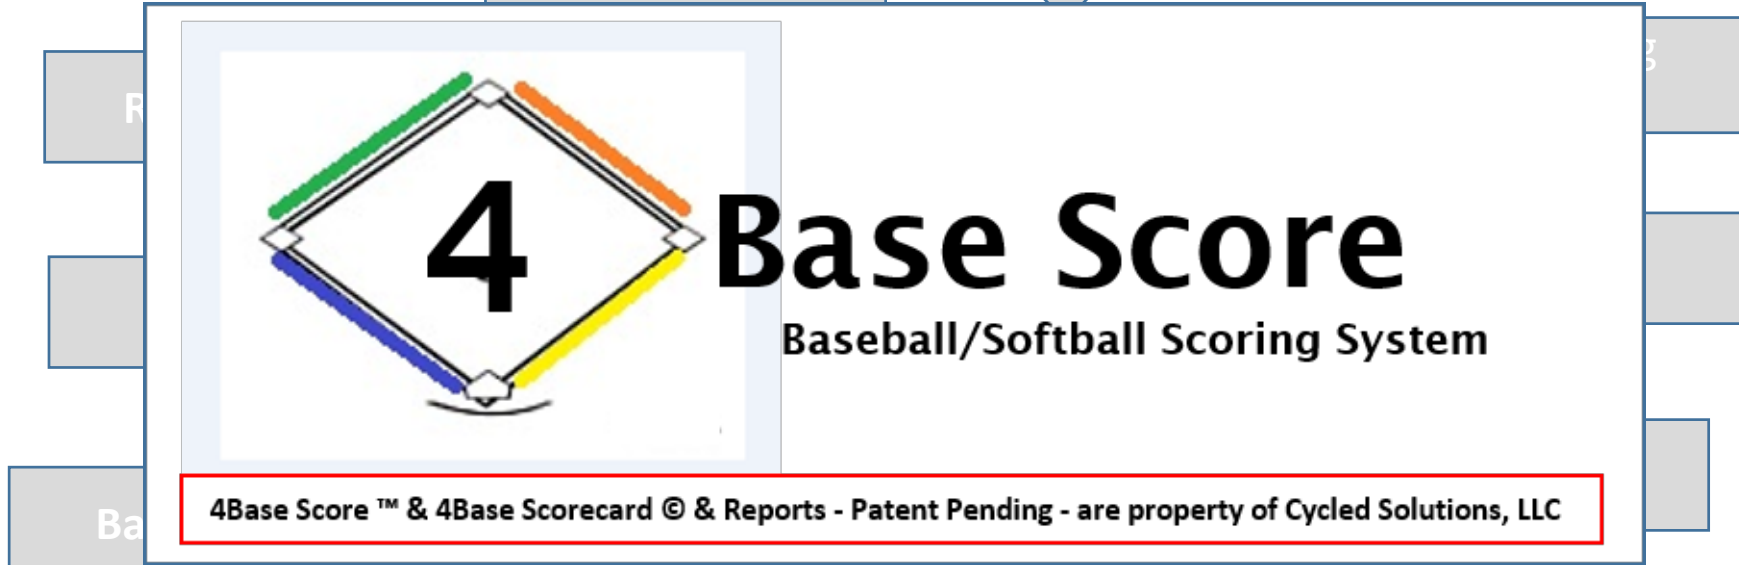 4 Base Score
Baseball/Softball Scoring System
4Base Score ™ & 4Base Scorecard © & Reports - Patent Pending - are property of Cycled Solutions, LLC